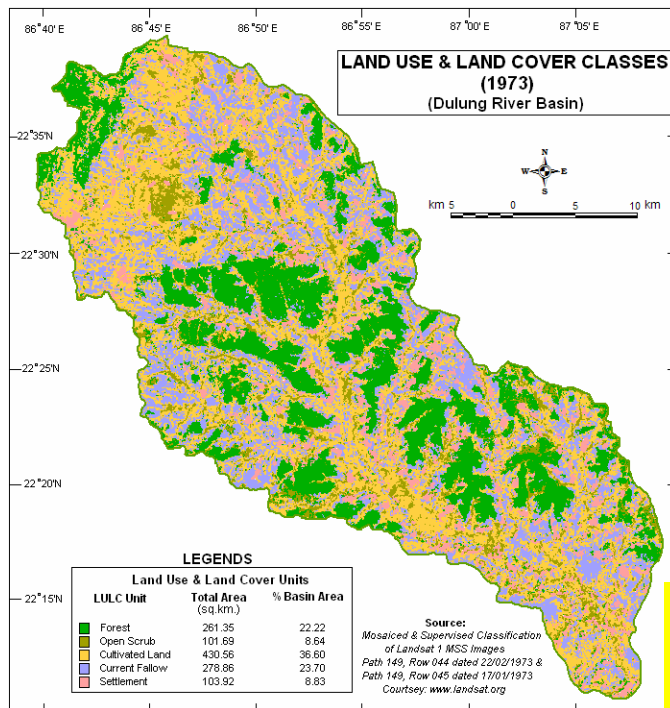 86°40'E 86°45'E 86°50'E 86°55'E 87°00'E 87°05'E
LAND USE & LAND COVER CLASSES
(1973)
(Dulung River Basin)
22°35'N
N
W E
S
km 5 0 5 10 km
22°30'N
22°25'N
22°20'N
22°15'N
LEGENDS
Land Use & Land Cover Units
LULC Unit Total Area % Basin Area
(sq.km.)
Forest 261.35 22.22
Open Scrub 101.69 8.64
Cultivated Land 430.56 36.60
Current Fallow 278.86 23.70
Settlement 103.92 8.83
Source:
Mosaiced & Supervised Classification
of Landsat 1 MSS Images
Path 149, Row 044 dated 22/02/1973 &
Path 149, Row 045 dated 17/01/1973
Courtsey: www.landsat.org